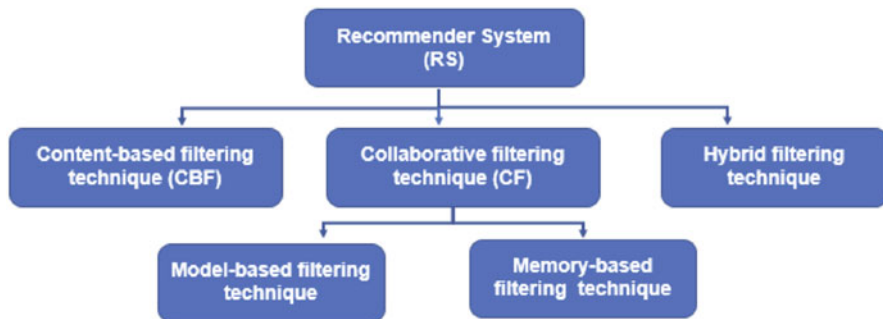 Recommender System
(RS)
Content-based filtering
technique (CBF)
Collaborative filtering
technique (CF)
Hybrid filtering
technique
Model-based filtering
technique
Memory-based
filtering technique